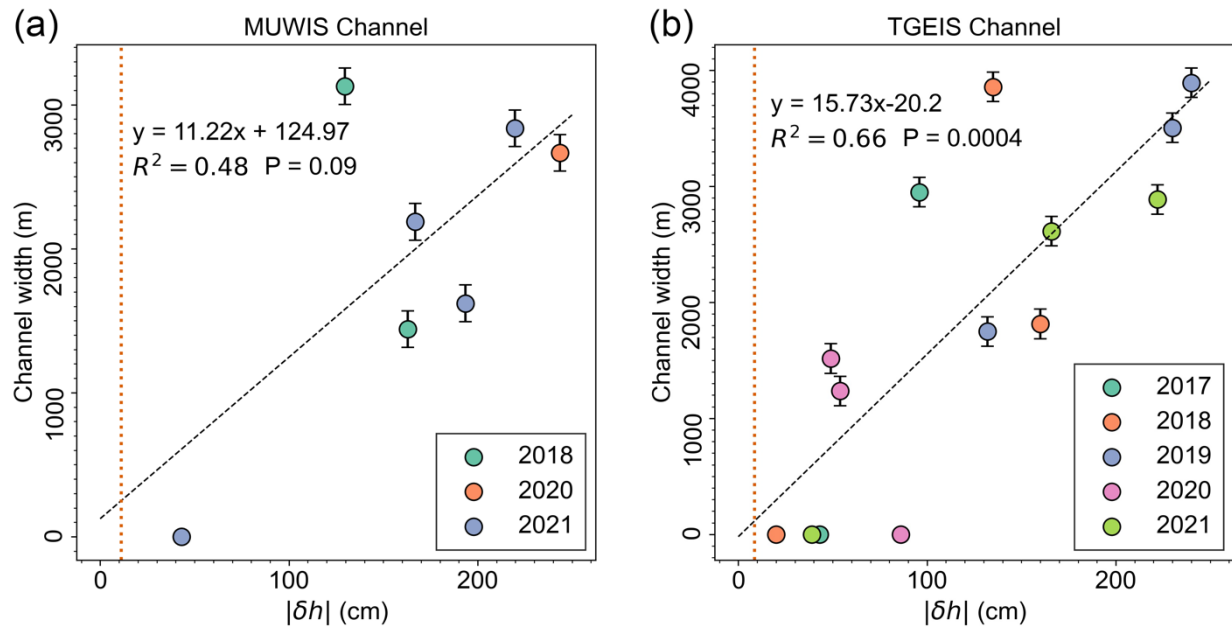 (a) MUWIS Channel
y = 11.22x + 124.97
R² = 0.48 P = 0.09
Channel width (m)
3000
2000
1000
0
2018
2020
2021
0 100 200
|δh| (cm)
(b) TGEIS Channel
y = 15.73x-20.2
R² = 0.66 P = 0.0004
Channel width (m)
4000
3000
2000
1000
0
2017
2018
2019
2020
2021
0 100 200
|δh| (cm)